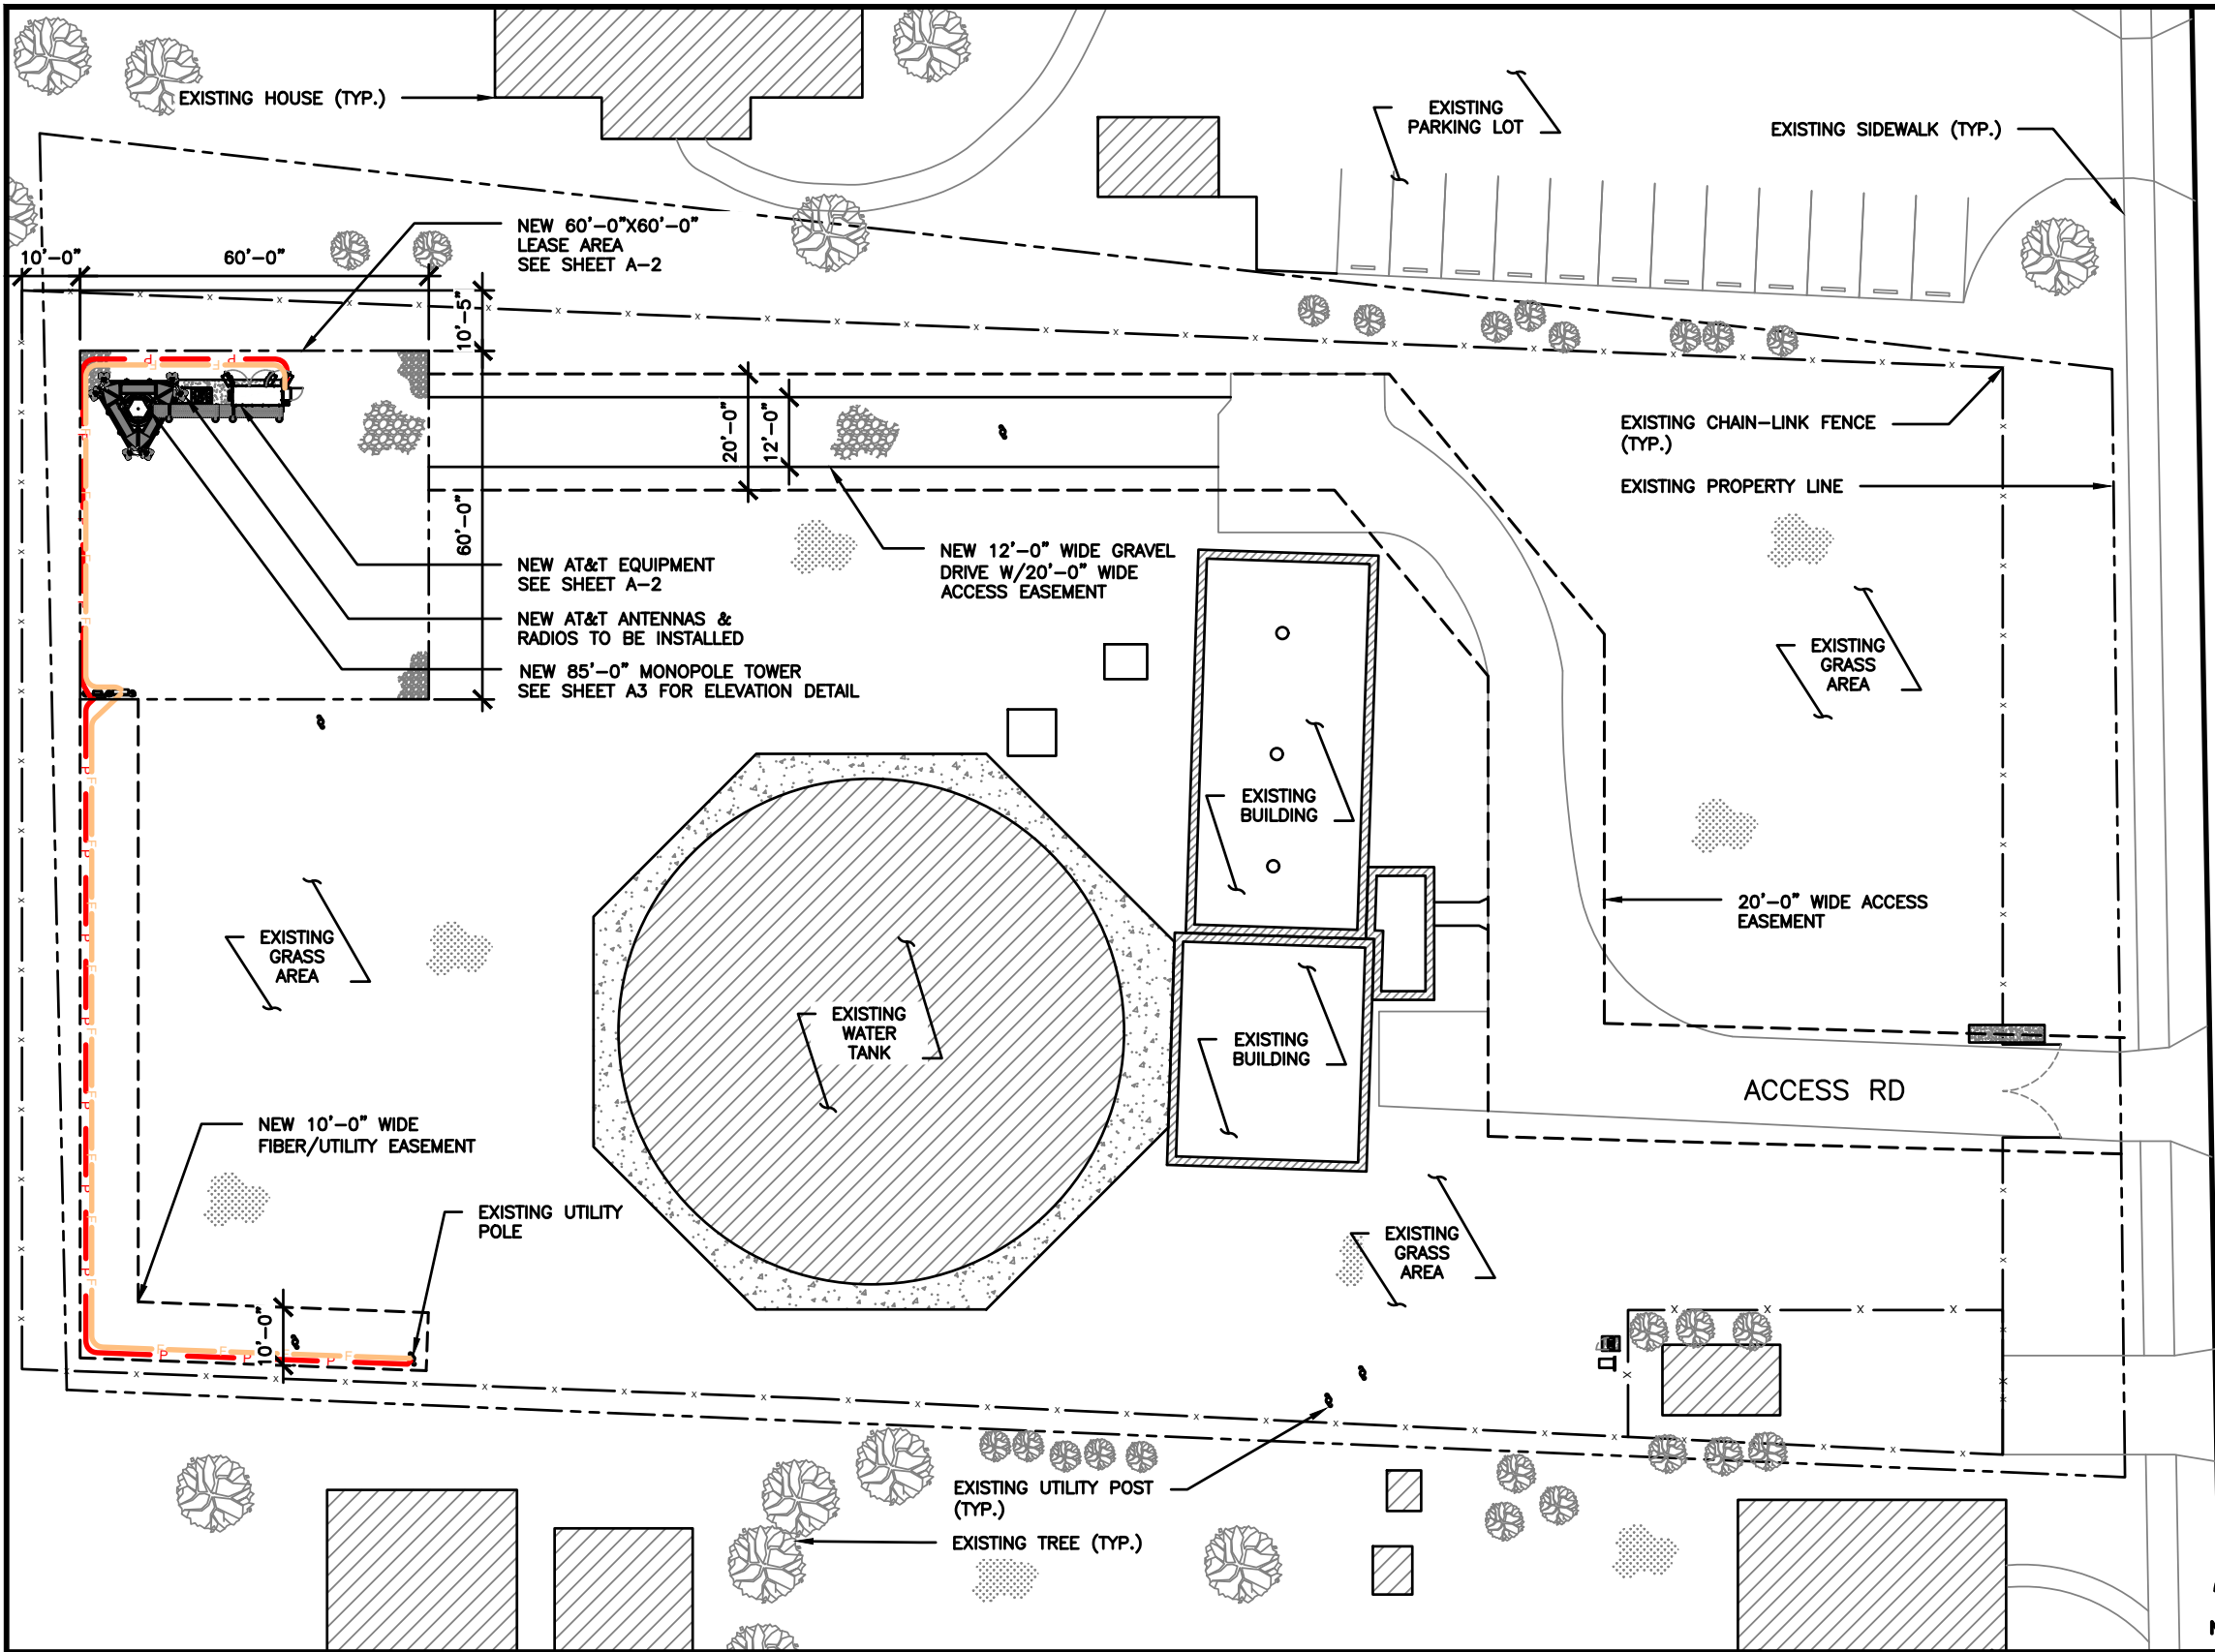 EXISTING HOUSE (TYP.)
EXISTING
PARKING LOT
EXISTING SIDEWALK (TYP.)
NEW 60'-0"X60'-0"
LEASE AREA
SEE SHEET A-2
10'-0"
60'-0"
10'-5"
20'-0"
12'-0"
60'-0"
EXISTING CHAIN-LINK FENCE
(TYP.)
EXISTING PROPERTY LINE
NEW 12'-0" WIDE GRAVEL
DRIVE W/20'-0" WIDE
ACCESS EASEMENT
NEW AT&T EQUIPMENT
SEE SHEET A-2
NEW AT&T ANTENNAS &
RADIOS TO BE INSTALLED
NEW 85'-0" MONOPOLE TOWER
SEE SHEET A3 FOR ELEVATION DETAIL
EXISTING
GRASS
AREA
EXISTING
BUILDING
20'-0" WIDE ACCESS
EASEMENT
EXISTING
GRASS
AREA
EXISTING
WATER
TANK
EXISTING
BUILDING
ACCESS RD
NEW 10'-0" WIDE
FIBER/UTILITY EASEMENT
EXISTING UTILITY
POLE
EXISTING
GRASS
AREA
10'-0"
EXISTING UTILITY POST
(TYP.)
EXISTING TREE (TYP.)